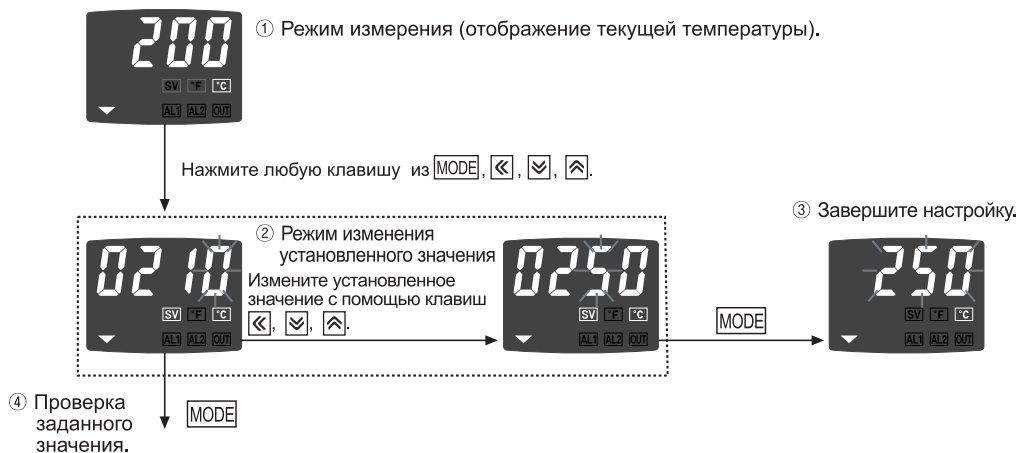 200
① Режим измерения (отображение текущей температуры).
SV °F °C
AL1 AL2 OUT
Нажмите любую клавишу из MODE, «, ︾, ︽.
② Режим изменения
установленного значения
Измените установленное
значение с помощью клавиш
«, ︾, ︽.
0210
SV °F °C
AL1 AL2 OUT
0250
SV °F °C
AL1 AL2 OUT
MODE
③ Завершите настройку.
250
SV °F °C
AL1 AL2 OUT
④ Проверка
заданного
значения.
MODE